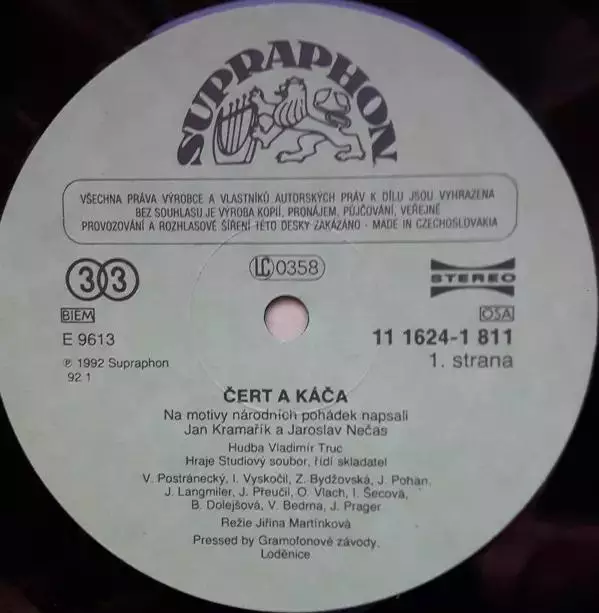 SUPRAPHON
VŠECHNA PRÁVA VÝROBCE A VLASTNÍKŮ AUTORSKÝCH PRÁV K DÍLU JSOU VYHRAZENA
BEZ SOUHLASU JE VÝROBA KOPIÍ, PRONÁJEM, PŮJČOVÁNÍ, VEŘEJNÉ
PROVOZOVÁNÍ A ROZHLASOVÉ ŠÍŘENÍ TÉTO DESKY ZAKÁZÁNO · MADE IN CZECHOSLOVAKIA
33
LC 0358
STEREO
BIEM
OSA
E 9613
11 1624-1 811
℗ 1992 Supraphon
1. strana
92 1
ČERT A KÁČA
Na motivy národních pohádek napsali
Jan Kramařík a Jaroslav Nečas
Hudba Vladimír Truc
Hraje Studiový soubor, řídí skladatel
V. Postránecký, I. Vyskočil, Z. Bydžovská, J. Pohan,
J. Langmiler, J. Přeučil, O. Vlach, I. Šecová,
B. Dolejšová, V. Bedrna, J. Prager
Režie Jiřina Martínková
Pressed by Gramofonové závody,
Loděnice